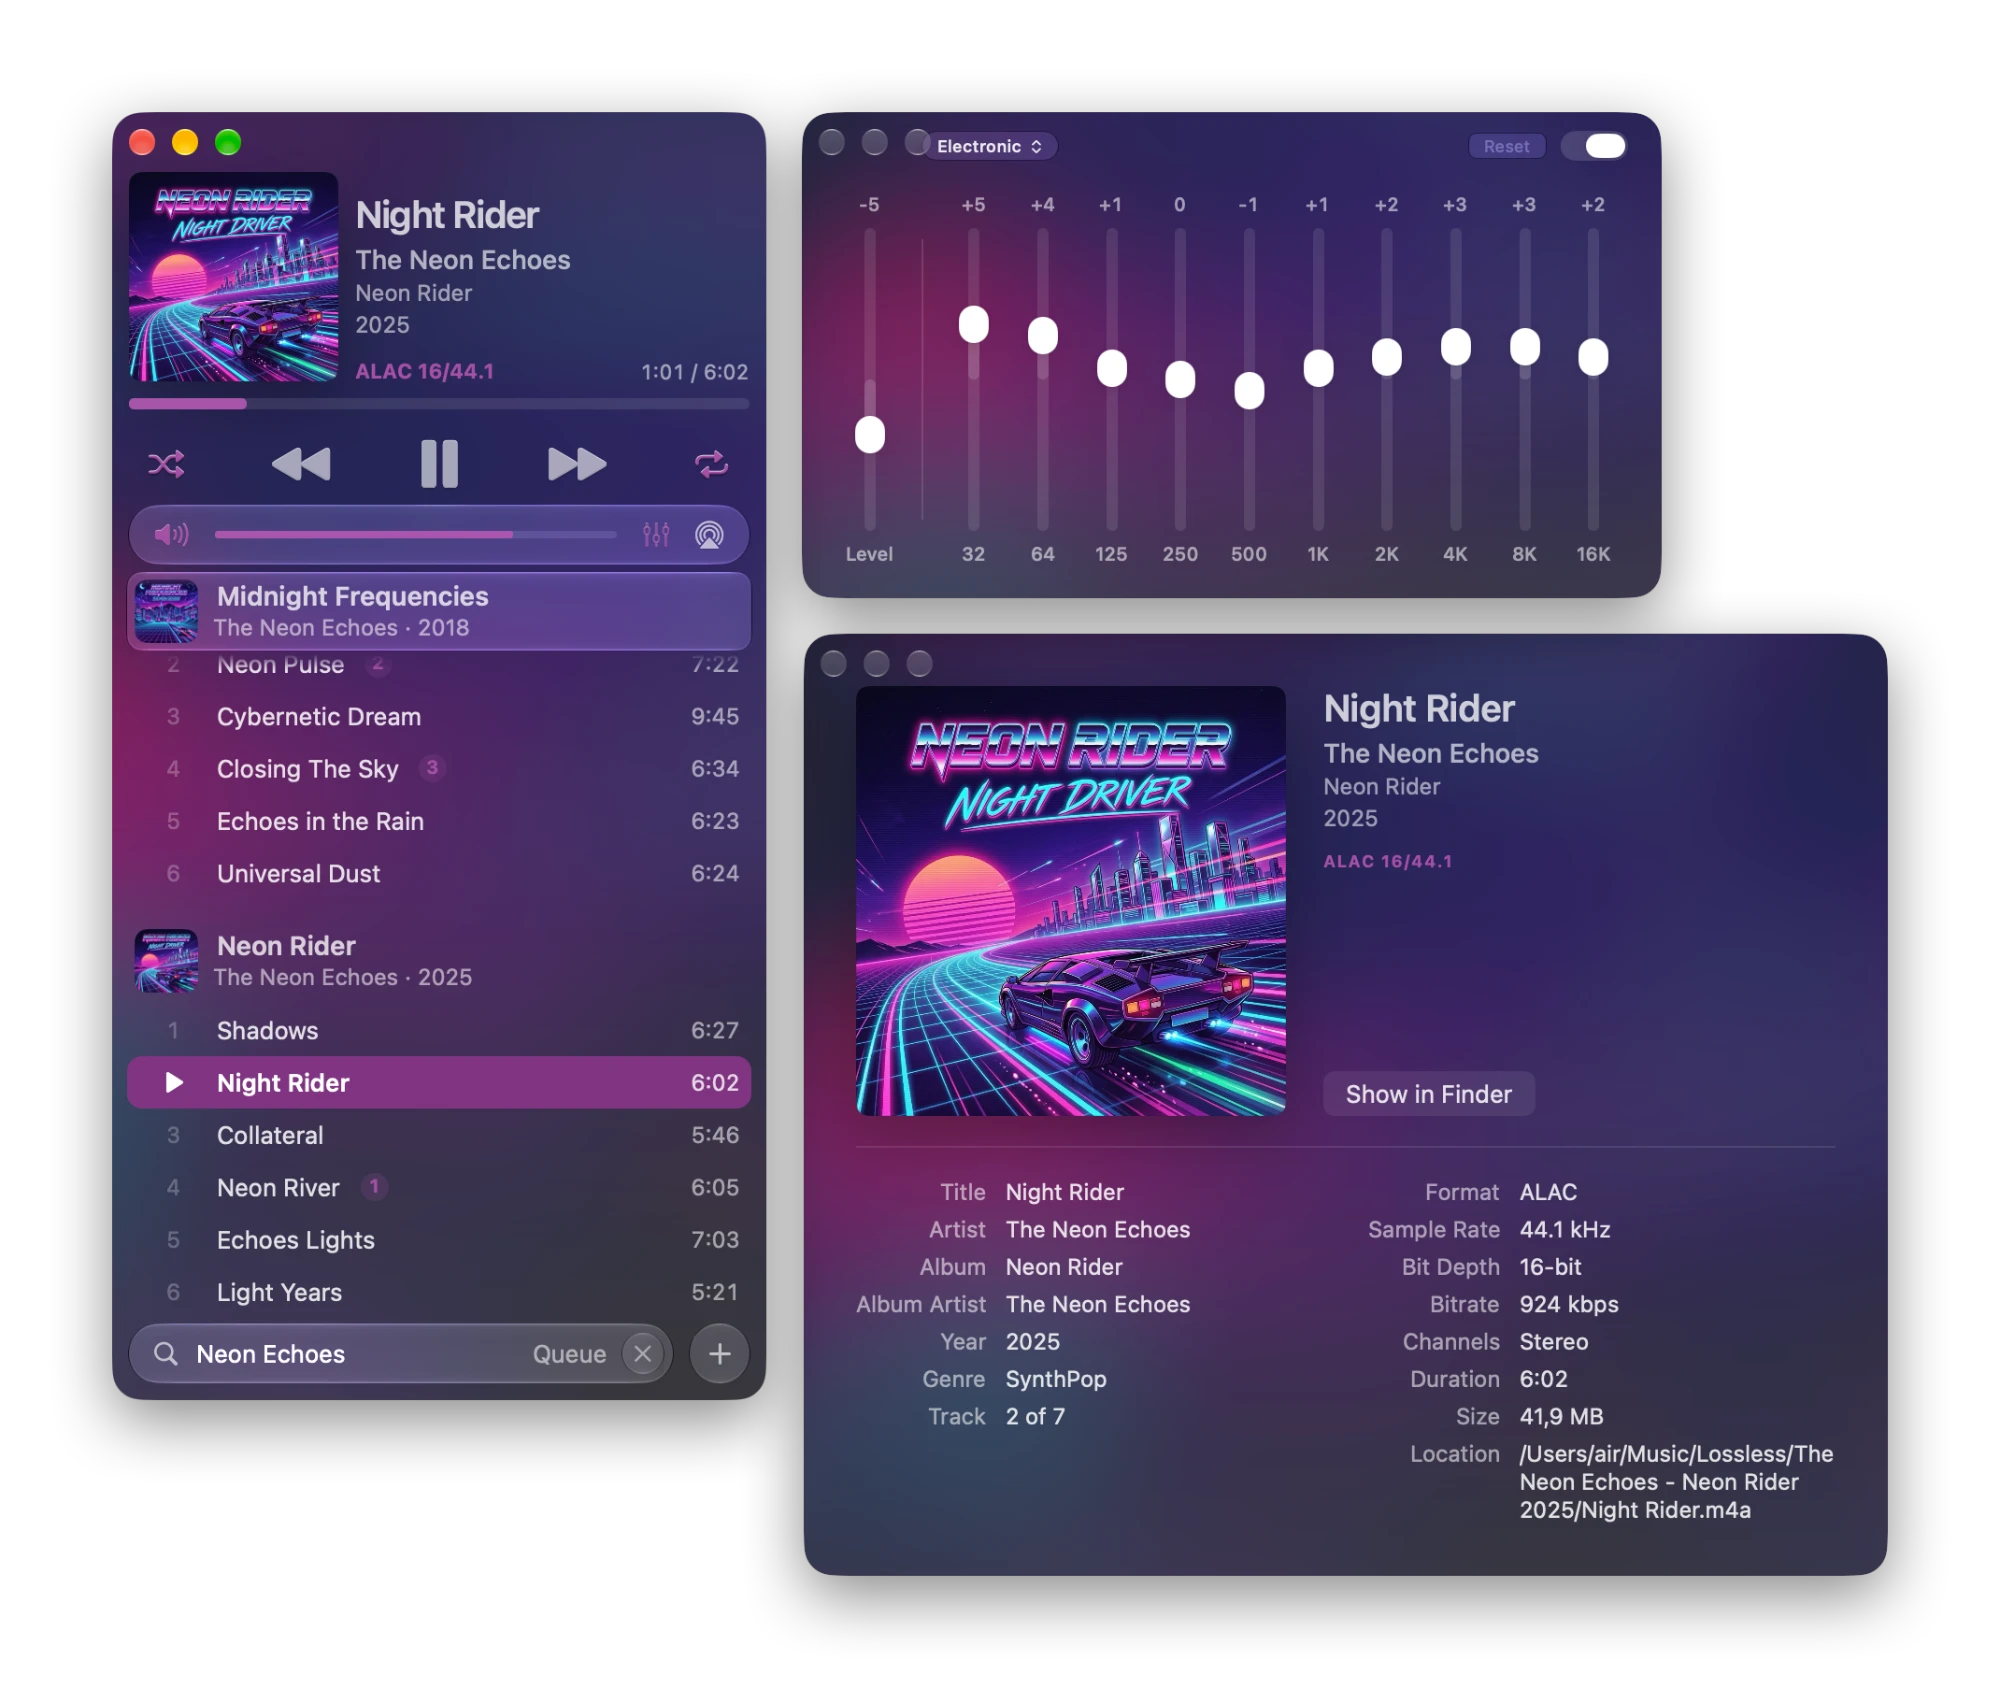 NEON RIDER
NIGHT DRIVER
Night Rider
The Neon Echoes
Neon Rider
2025
ALAC 16/44.1
1:01 / 6:02
Midnight Frequencies
The Neon Echoes · 2018
2 Neon Pulse 2 7:22
3 Cybernetic Dream 9:45
4 Closing The Sky 3 6:34
5 Echoes in the Rain 6:23
6 Universal Dust 6:24
Neon Rider
The Neon Echoes · 2025
1 Shadows 6:27
Night Rider 6:02
3 Collateral 5:46
4 Neon River 1 6:05
5 Echoes Lights 7:03
6 Light Years 5:21
Neon Echoes Queue
Electronic Reset
-5 +5 +4 +1 0 -1 +1 +2 +3 +3 +2
Level 32 64 125 250 500 1K 2K 4K 8K 16K
NEON RIDER
NIGHT DRIVER
Night Rider
The Neon Echoes
Neon Rider
2025
ALAC 16/44.1
Show in Finder
Title Night Rider
Artist The Neon Echoes
Album Neon Rider
Album Artist The Neon Echoes
Year 2025
Genre SynthPop
Track 2 of 7
Format ALAC
Sample Rate 44.1 kHz
Bit Depth 16-bit
Bitrate 924 kbps
Channels Stereo
Duration 6:02
Size 41,9 MB
Location /Users/air/Music/Lossless/The
Neon Echoes - Neon Rider
2025/Night Rider.m4a